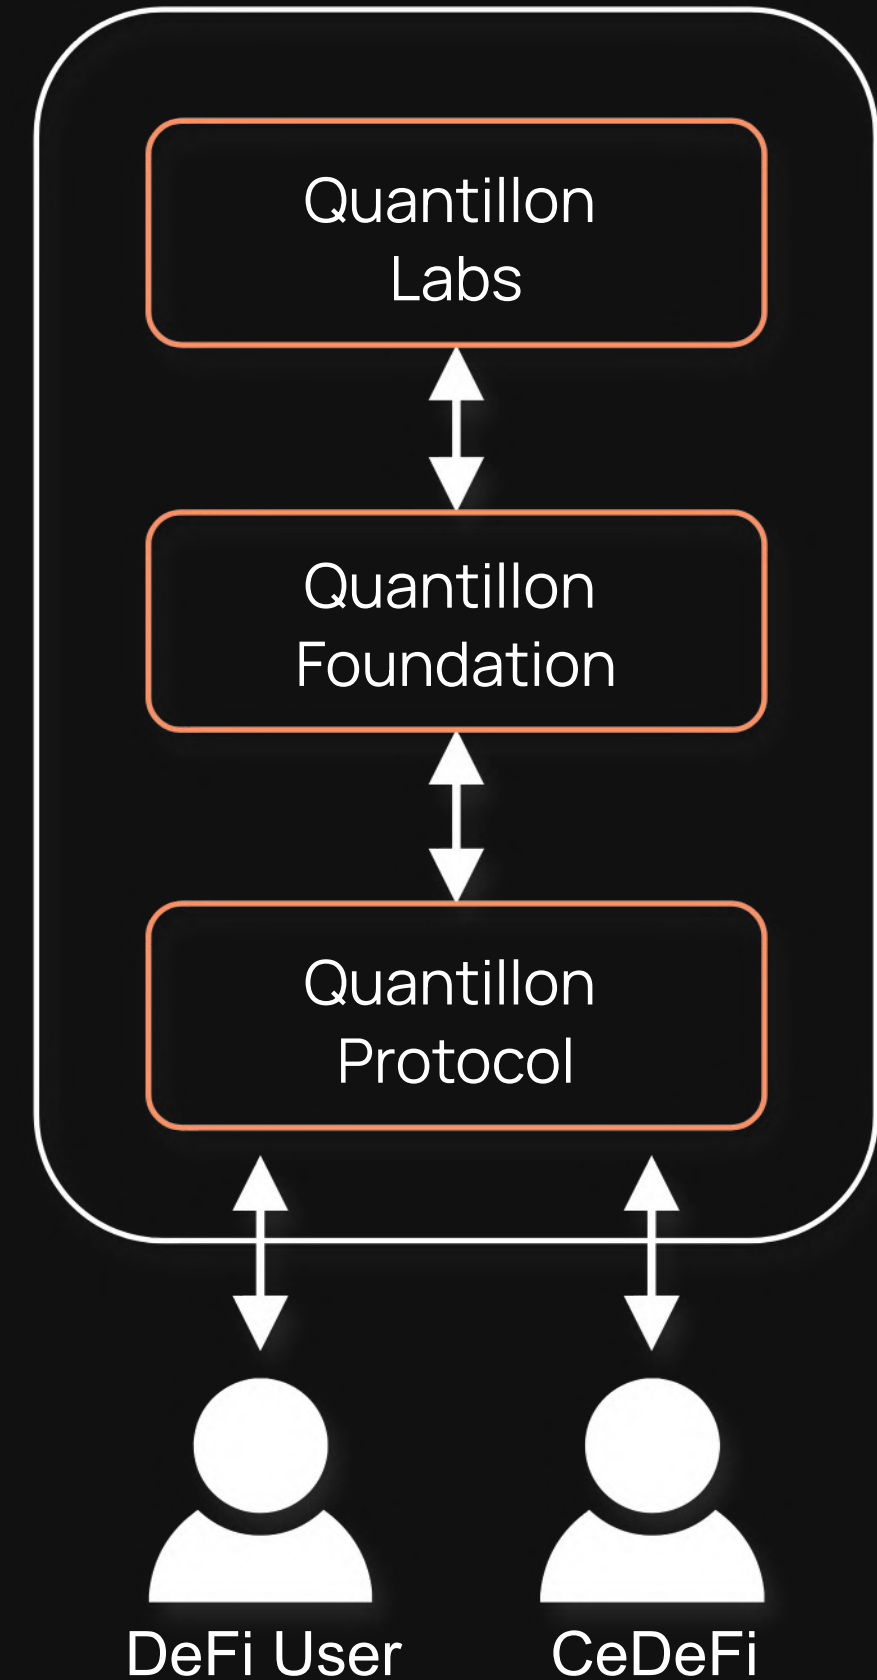 Quantillon
Labs
Quantillon
Foundation
Quantillon
Protocol
DeFi User
CeDeFi